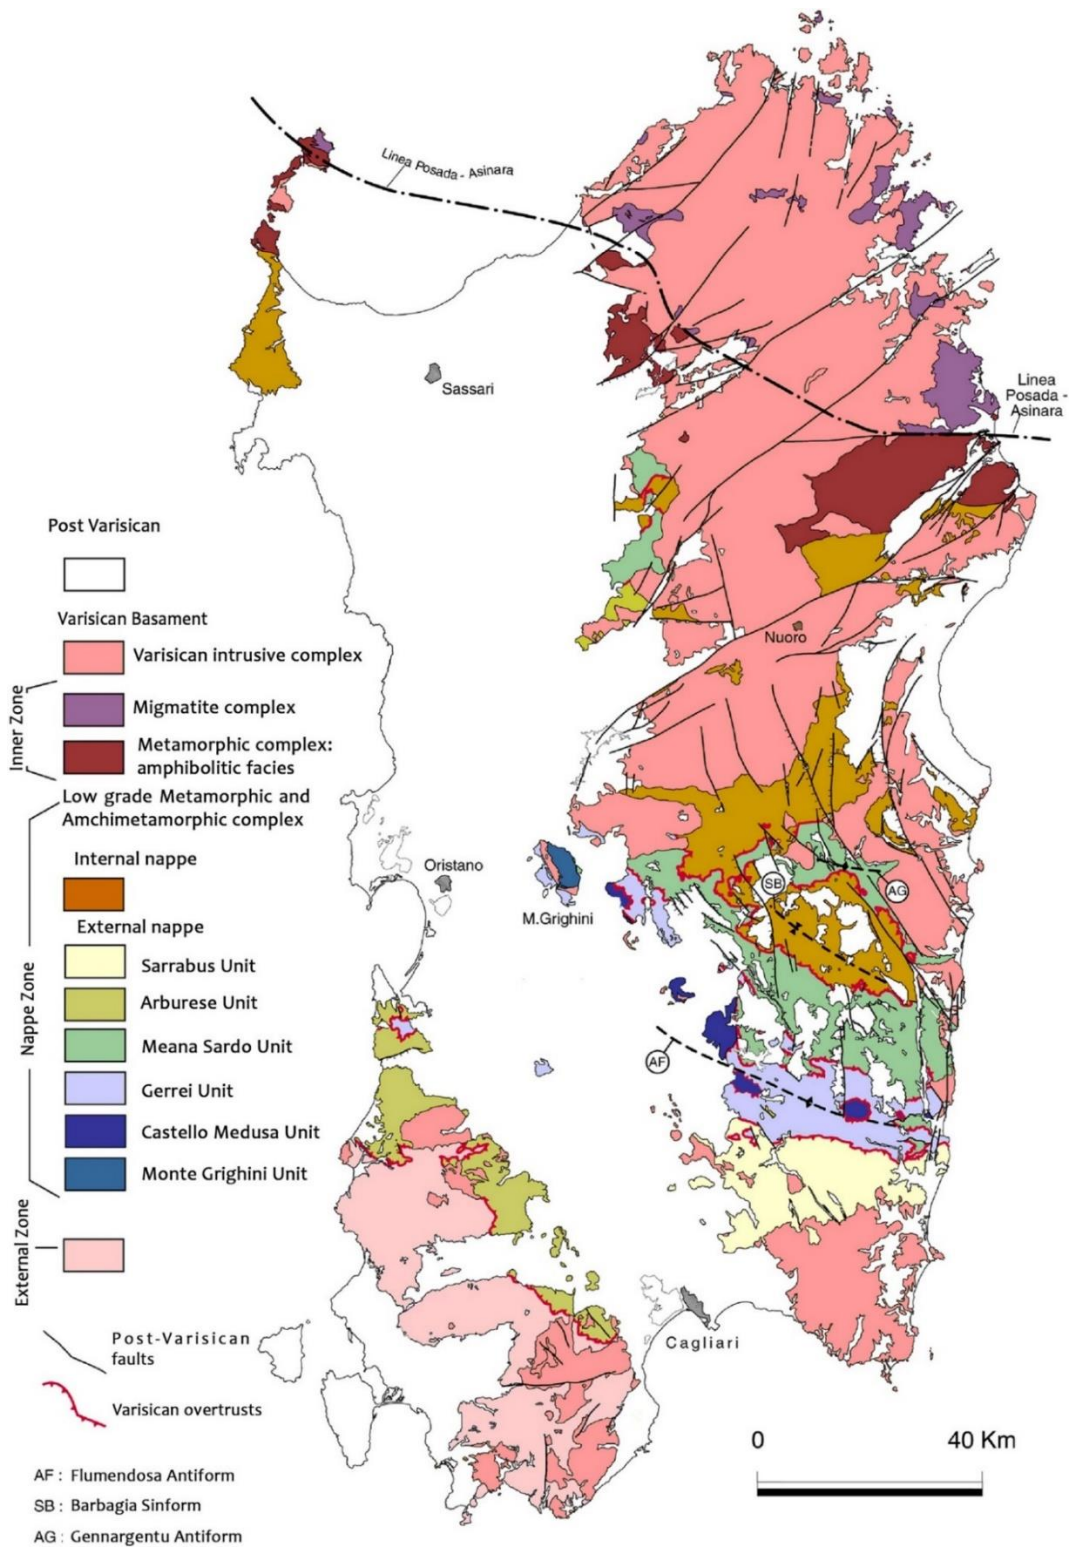 Linea Posada - Asinara
Sassari
Linea
Posada -
Asinara
Nuoro
Oristano
M.Grighini
SB
AG
AF
Cagliari
Post Varisican
Varisican Basament
Varisican intrusive complex
Inner Zone
Migmatite complex
Metamorphic complex:
amphibolitic facies
Low grade Metamorphic and
Amchimetamorphic complex
Nappe Zone
Internal nappe
External nappe
Sarrabus Unit
Arburese Unit
Meana Sardo Unit
Gerrei Unit
Castello Medusa Unit
Monte Grighini Unit
External Zone
Post-Varisican
faults
Varisican overtrusts
AF : Flumendosa Antiform
SB : Barbagia Sinform
AG : Gennargentu Antiform
0 40 Km